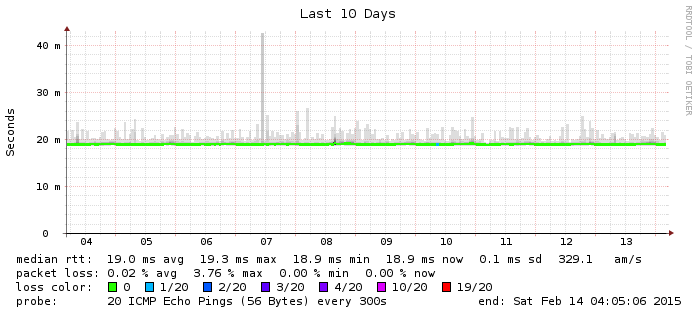 Last 10 Days
RRDTOOL / TOBI OETIKER
Seconds
40 m
30 m
20 m
10 m
0
04 05 06 07 08 09 10 11 12 13
median rtt: 19.0 ms avg 19.3 ms max 18.9 ms min 18.9 ms now 0.1 ms sd 329.1 am/s
packet loss: 0.02 % avg 3.76 % max 0.00 % min 0.00 % now
loss color: 0 1/20 2/20 3/20 4/20 10/20 19/20
probe: 20 ICMP Echo Pings (56 Bytes) every 300s end: Sat Feb 14 04:05:06 2015